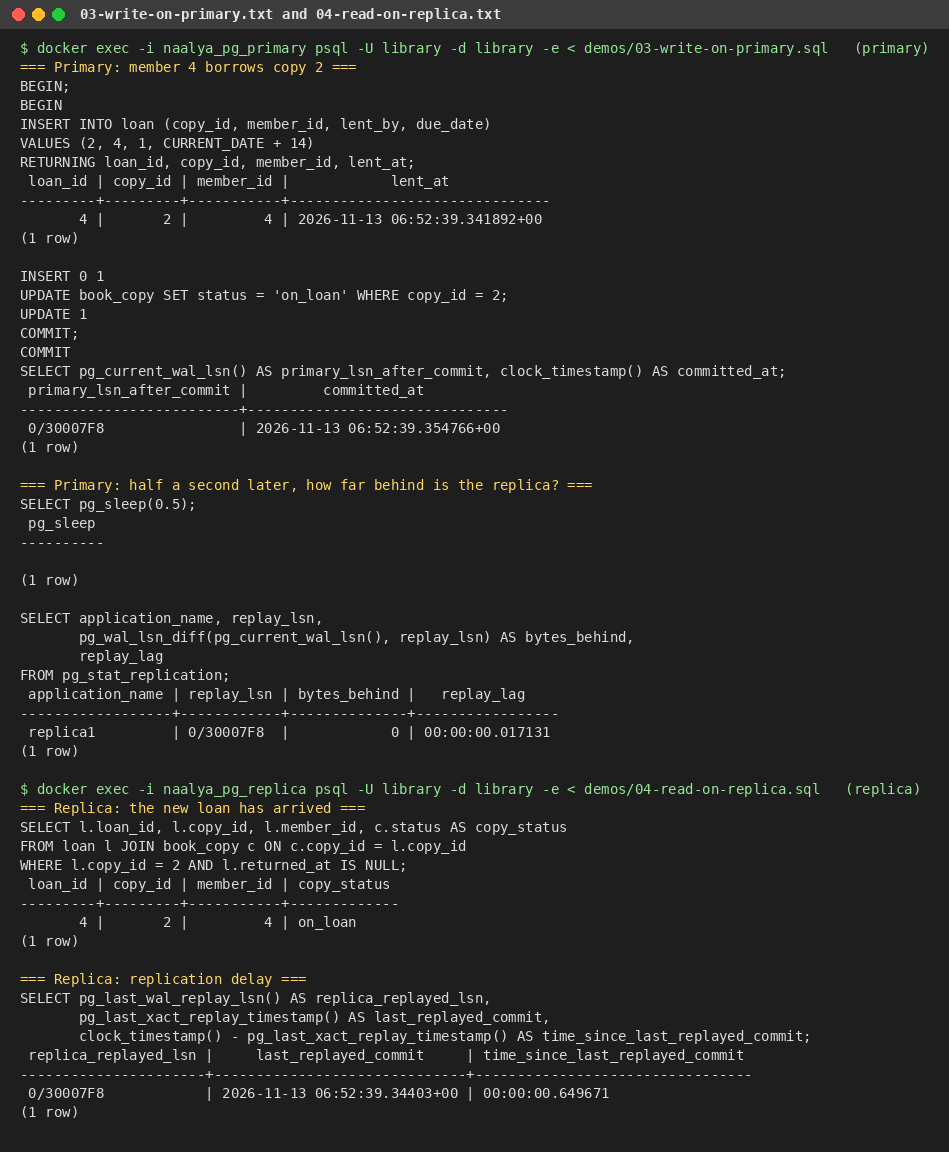 03-write-on-primary.txt and 04-read-on-replica.txt
$ docker exec -i naalya_pg_primary psql -U library -d library -e < demos/03-write-on-primary.sql   (primary)
=== Primary: member 4 borrows copy 2 ===
BEGIN;
BEGIN
INSERT INTO loan (copy_id, member_id, lent_by, due_date)
VALUES (2, 4, 1, CURRENT_DATE + 14)
RETURNING loan_id, copy_id, member_id, lent_at;
 loan_id | copy_id | member_id |            lent_at
---------+---------+-----------+-------------------------------
       4 |       2 |         4 | 2026-11-13 06:52:39.341892+00
(1 row)

INSERT 0 1
UPDATE book_copy SET status = 'on_loan' WHERE copy_id = 2;
UPDATE 1
COMMIT;
COMMIT
SELECT pg_current_wal_lsn() AS primary_lsn_after_commit, clock_timestamp() AS committed_at;
 primary_lsn_after_commit |         committed_at
--------------------------+-------------------------------
 0/30007F8                | 2026-11-13 06:52:39.354766+00
(1 row)

=== Primary: half a second later, how far behind is the replica? ===
SELECT pg_sleep(0.5);
 pg_sleep
----------

(1 row)

SELECT application_name, replay_lsn,
       pg_wal_lsn_diff(pg_current_wal_lsn(), replay_lsn) AS bytes_behind,
       replay_lag
FROM pg_stat_replication;
 application_name | replay_lsn | bytes_behind |   replay_lag
------------------+------------+--------------+-----------------
 replica1         | 0/30007F8  |            0 | 00:00:00.017131
(1 row)

$ docker exec -i naalya_pg_replica psql -U library -d library -e < demos/04-read-on-replica.sql   (replica)
=== Replica: the new loan has arrived ===
SELECT l.loan_id, l.copy_id, l.member_id, c.status AS copy_status
FROM loan l JOIN book_copy c ON c.copy_id = l.copy_id
WHERE l.copy_id = 2 AND l.returned_at IS NULL;
 loan_id | copy_id | member_id | copy_status
---------+---------+-----------+-------------
       4 |       2 |         4 | on_loan
(1 row)

=== Replica: replication delay ===
SELECT pg_last_wal_replay_lsn() AS replica_replayed_lsn,
       pg_last_xact_replay_timestamp() AS last_replayed_commit,
       clock_timestamp() - pg_last_xact_replay_timestamp() AS time_since_last_replayed_commit;
 replica_replayed_lsn |     last_replayed_commit     | time_since_last_replayed_commit
----------------------+------------------------------+---------------------------------
 0/30007F8            | 2026-11-13 06:52:39.34403+00 | 00:00:00.649671
(1 row)